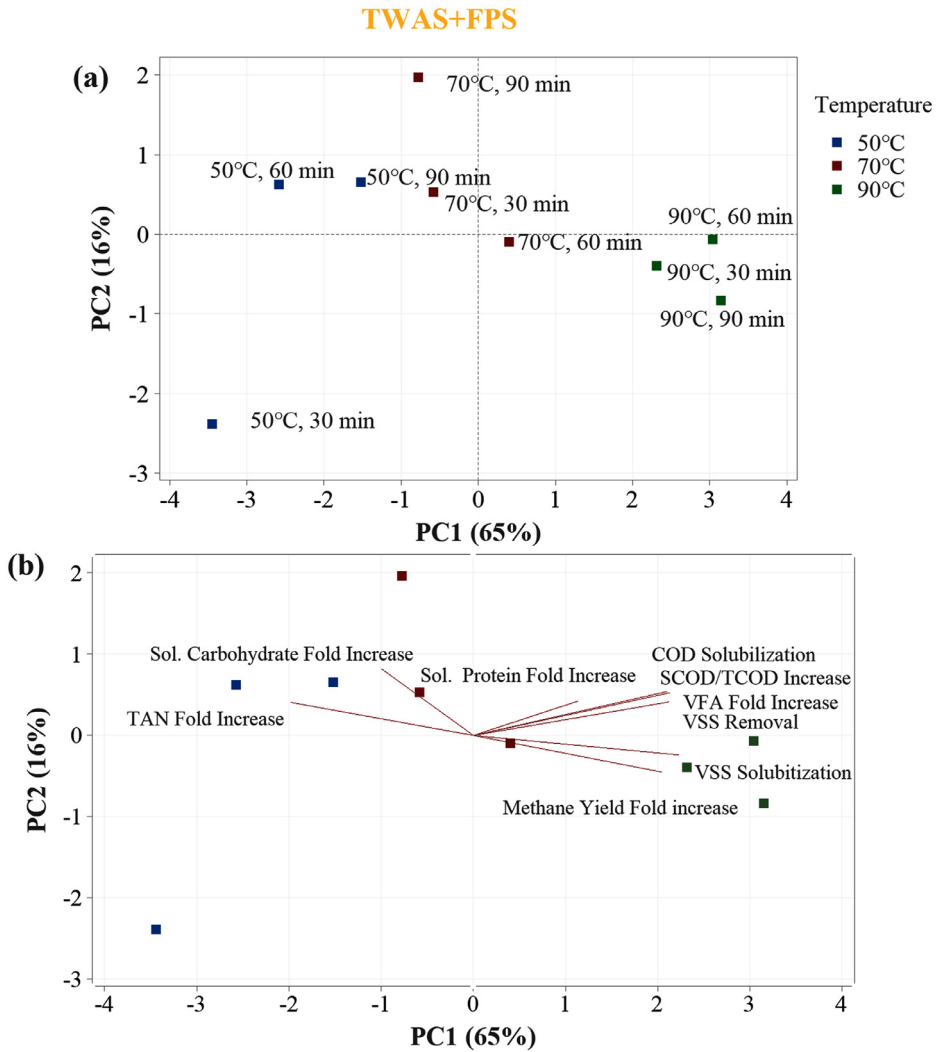 TWAS+FPS
(a)
2
1
0
-1
-2
-3
70°C, 90 min
50°C, 60 min
50°C, 90 min
70°C, 30 min
70°C, 60 min
90°C, 60 min
90°C, 30 min
90°C, 90 min
50°C, 30 min
Temperature
50°C
70°C
90°C
PC2 (16%)
-4 -3 -2 -1 0 1 2 3 4
PC1 (65%)
(b)
2
1
0
-1
-2
-3
Sol. Carbohydrate Fold Increase
TAN Fold Increase
Sol. Protein Fold Increase
COD Solubilization
SCOD/TCOD Increase
VFA Fold Increase
VSS Removal
VSS Solubitization
Methane Yield Fold increase
PC2 (16%)
-4 -3 -2 -1 0 1 2 3 4
PC1 (65%)